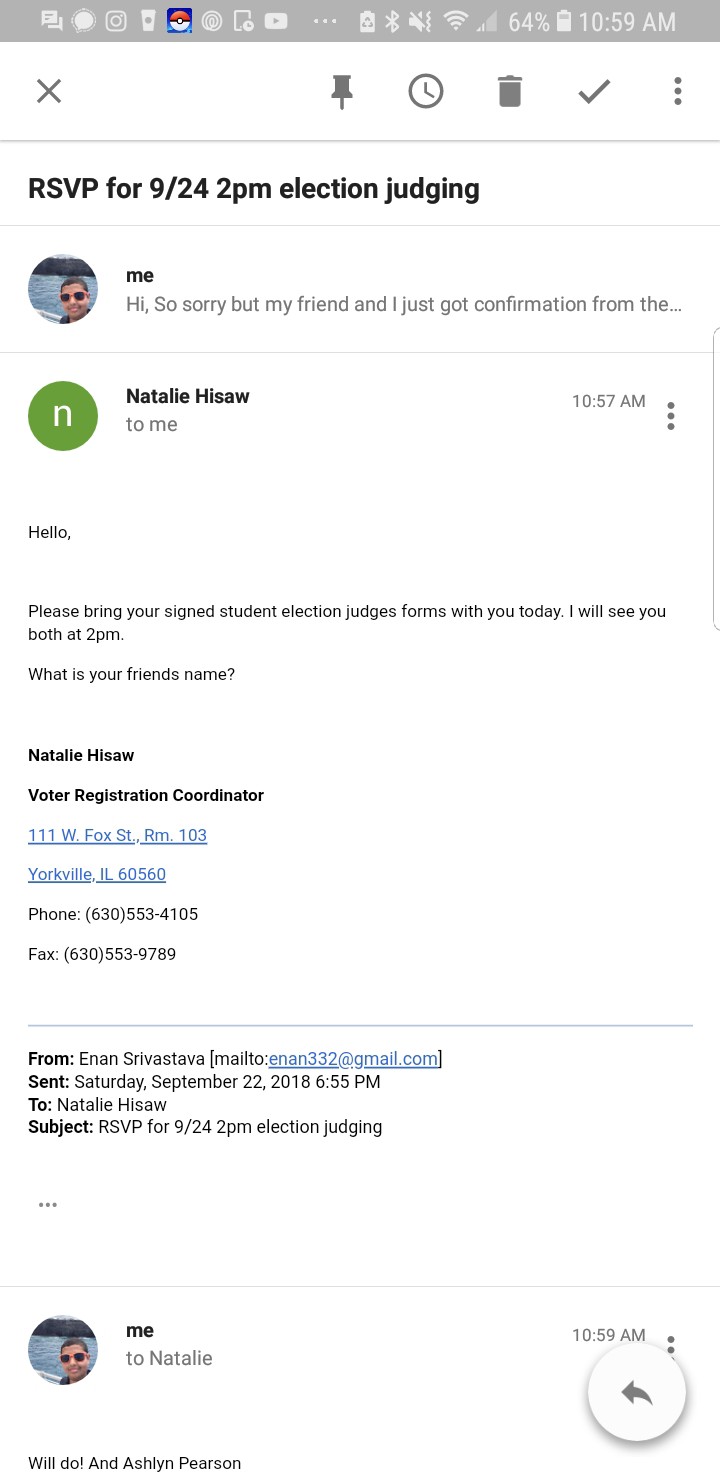 64% 10:59 AM
RSVP for 9/24 2pm election judging
me
Hi, So sorry but my friend and I just got confirmation from the...
Natalie Hisaw
10:57 AM
to me
n
Hello,
Please bring your signed student election judges forms with you today. I will see you
both at 2pm.
What is your friends name?
Natalie Hisaw
Voter Registration Coordinator
111 W. Fox St., Rm. 103
Yorkville, IL 60560
Phone: (630)553-4105
Fax: (630)553-9789
From: Enan Srivastava [mailto:enan332@gmail.com]
Sent: Saturday, September 22, 2018 6:55 PM
To: Natalie Hisaw
Subject: RSVP for 9/24 2pm election judging
...
me
10:59 AM
to Natalie
Will do! And Ashlyn Pearson